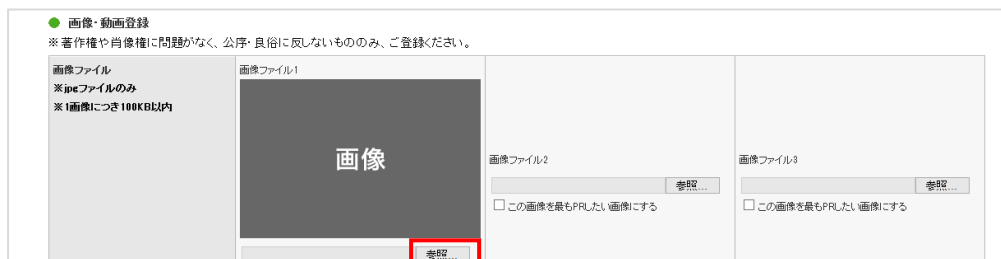 ● 画像・動画登録
※著作権や肖像権に問題がなく、公序・良俗に反しないもののみ、ご登録ください。
画像ファイル
※jpeファイルのみ
※1画像につき100KB以内
画像ファイル1
画像
参照...
画像ファイル2
参照...
この画像を最もPRしたい画像にする
画像ファイル3
参照...
この画像を最もPRしたい画像にする